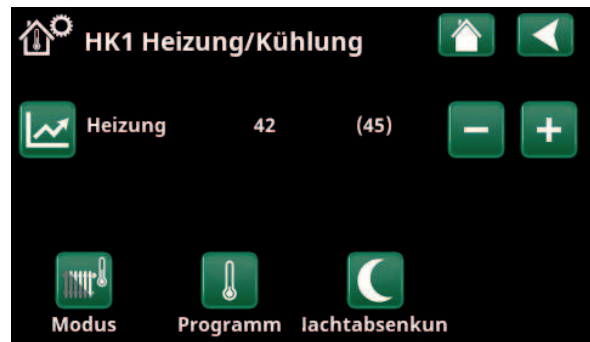 HK1 Heizung/Kühlung
Heizung 42 (45)
Modus Programm lachtabsenkun